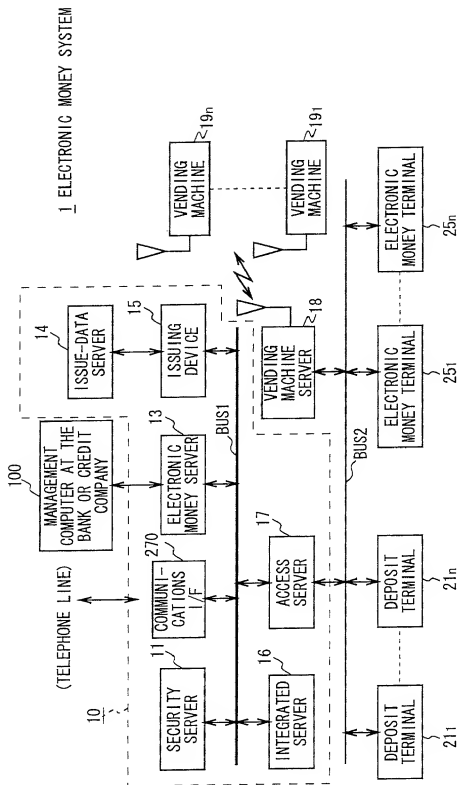 1 ELECTRONIC MONEY SYSTEM
(TELEPHONE LINE)
100
MANAGEMENT
COMPUTER AT THE
BANK OR CREDIT
COMPANY
14
ISSUE-DATA
SERVER
10
11
SECURITY
SERVER
270
COMMUNI-
CATIONS
I/F
13
ELECTRONIC
MONEY SERVER
15
ISSUING
DEVICE
19n
VENDING
MACHINE
BUS1
16
INTEGRATED
SERVER
17
ACCESS
SERVER
VENDING
MACHINE
SERVER
18
VENDING
MACHINE
191
BUS2
DEPOSIT
TERMINAL
211
DEPOSIT
TERMINAL
21n
ELECTRONIC
MONEY TERMINAL
251
ELECTRONIC
MONEY TERMINAL
25n